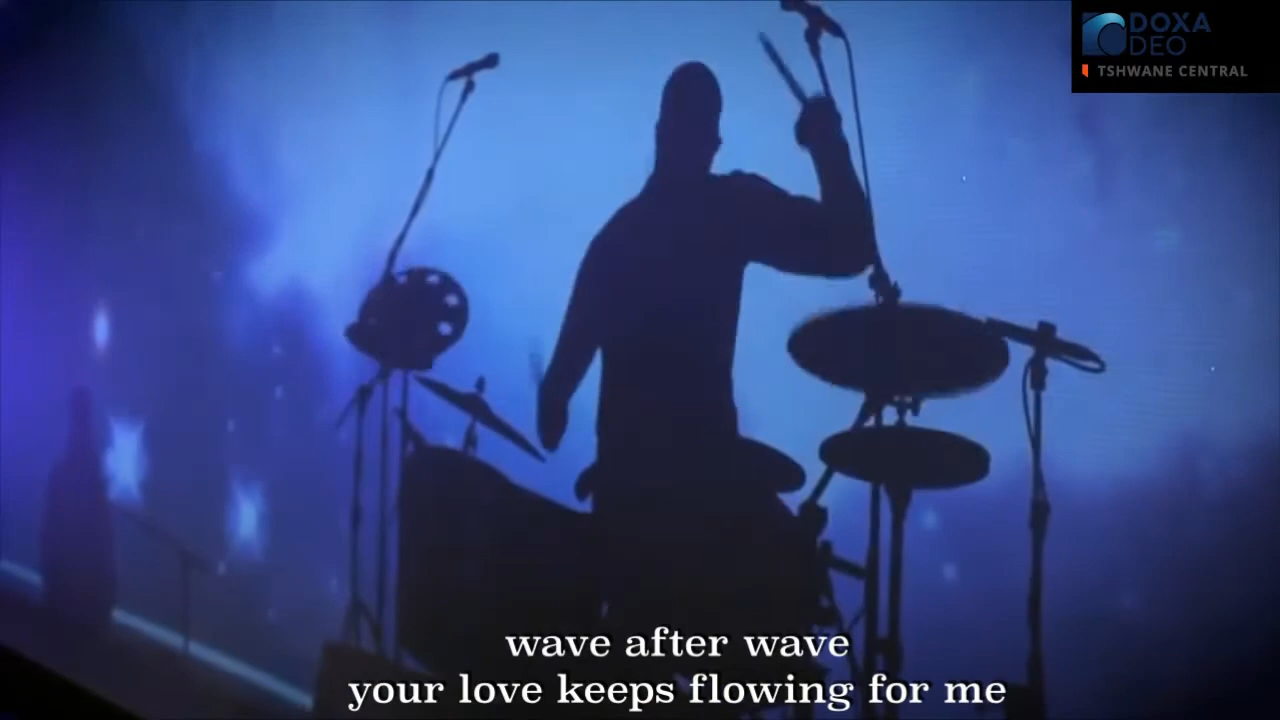 DOXA
DEO
TSHWANE CENTRAL
wave after wave
your love keeps flowing for me